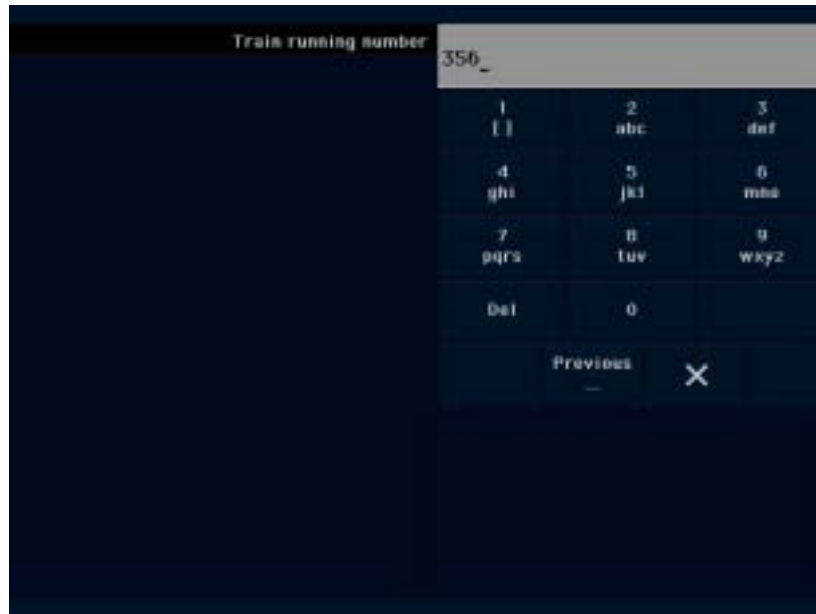 Train running number
356_
1 2 3
[ ] abc def
4 5 6
ghi jkl mno
7 8 9
pqrs tuv wxyz
Del 0
Previous